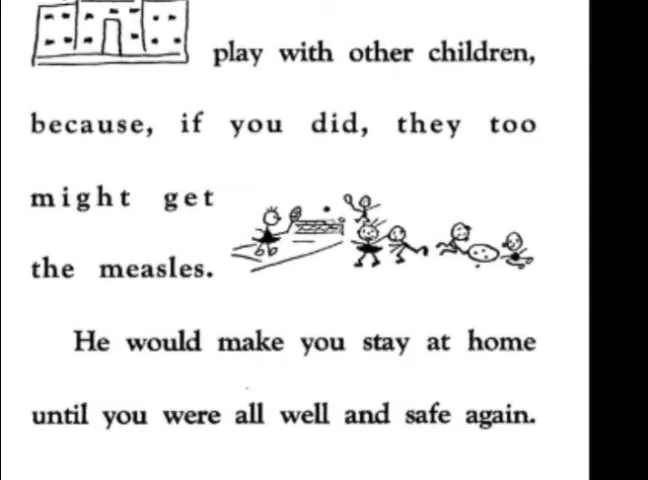 play with other children,
because, if you did, they too
might get
the measles.
He would make you stay at home
until you were all well and safe again.